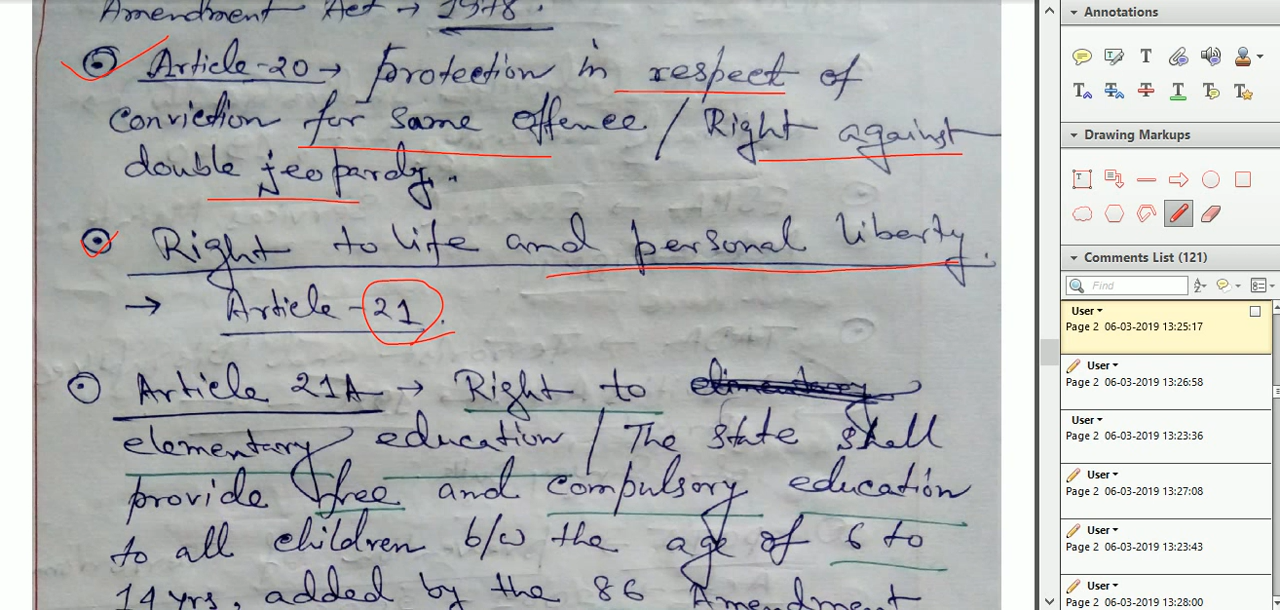 Amendment Act → 1978.
Article-20 → protection in respect of
Conviction for same offence / Right against
double jeopardy.
Right to life and personal liberty.
→ Article-21.
Article 21A → Right to elementary
elementary education / The state shall
provide free and compulsory education
to all children b/w the age of 6 to
14 yrs, added by the 86 Amendment
Annotations
T
T T T T T
Drawing Markups
T
Comments List (121)
Find
User
Page 2 06-03-2019 13:25:17
User
Page 2 06-03-2019 13:26:58
User
Page 2 06-03-2019 13:23:36
User
Page 2 06-03-2019 13:27:08
User
Page 2 06-03-2019 13:23:43
User
Page 2 06-03-2019 13:28:00